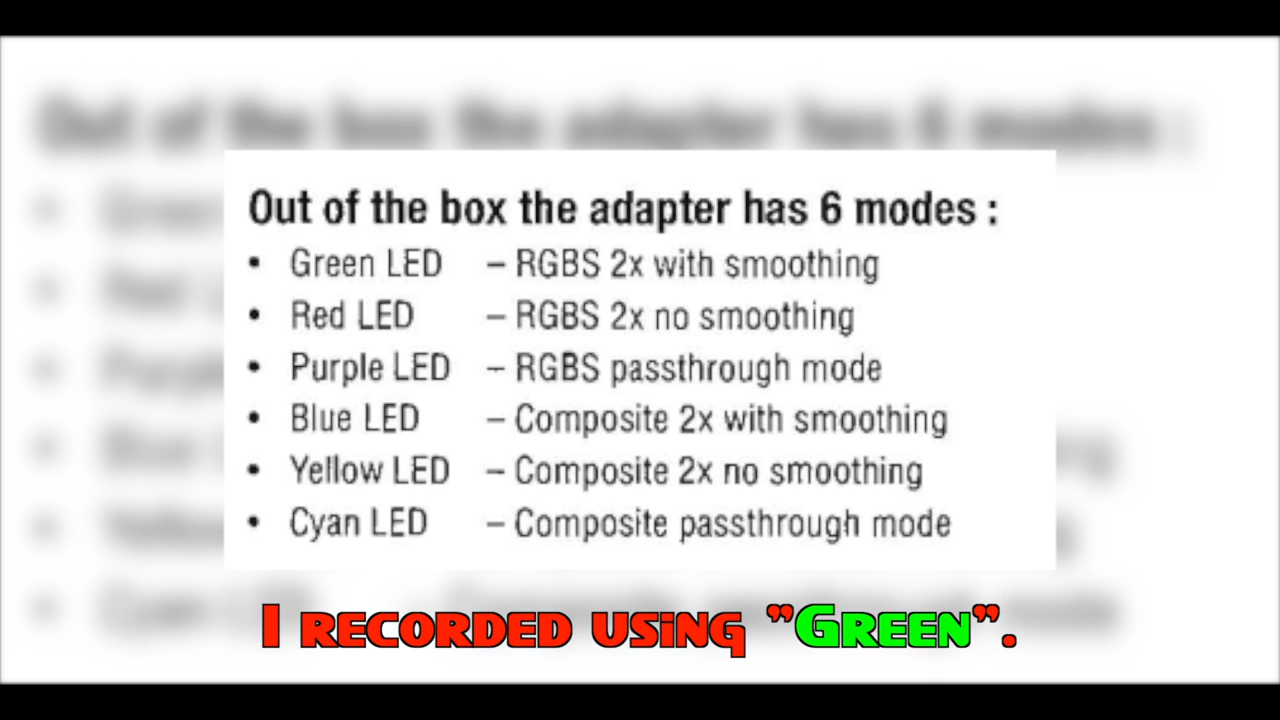 Out of the box the adapter has 6 modes :
• Green LED – RGBS 2x with smoothing
• Red LED – RGBS 2x no smoothing
• Purple LED – RGBS passthrough mode
• Blue LED – Composite 2x with smoothing
• Yellow LED – Composite 2x no smoothing
• Cyan LED – Composite passthrough mode
I recorded using "Green".